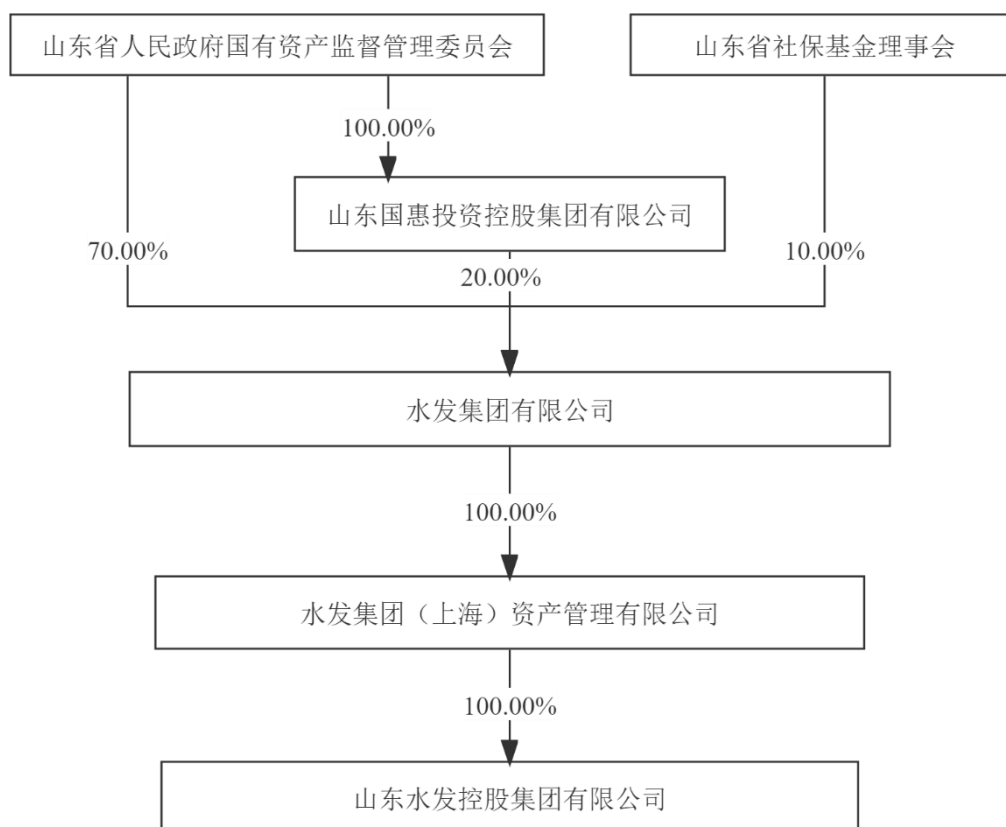 山东省人民政府国有资产监督管理委员会
山东省社保基金理事会
100.00%
山东国惠投资控股集团有限公司
70.00%
20.00%
10.00%
水发集团有限公司
100.00%
水发集团（上海）资产管理有限公司
100.00%
山东水发控股集团有限公司